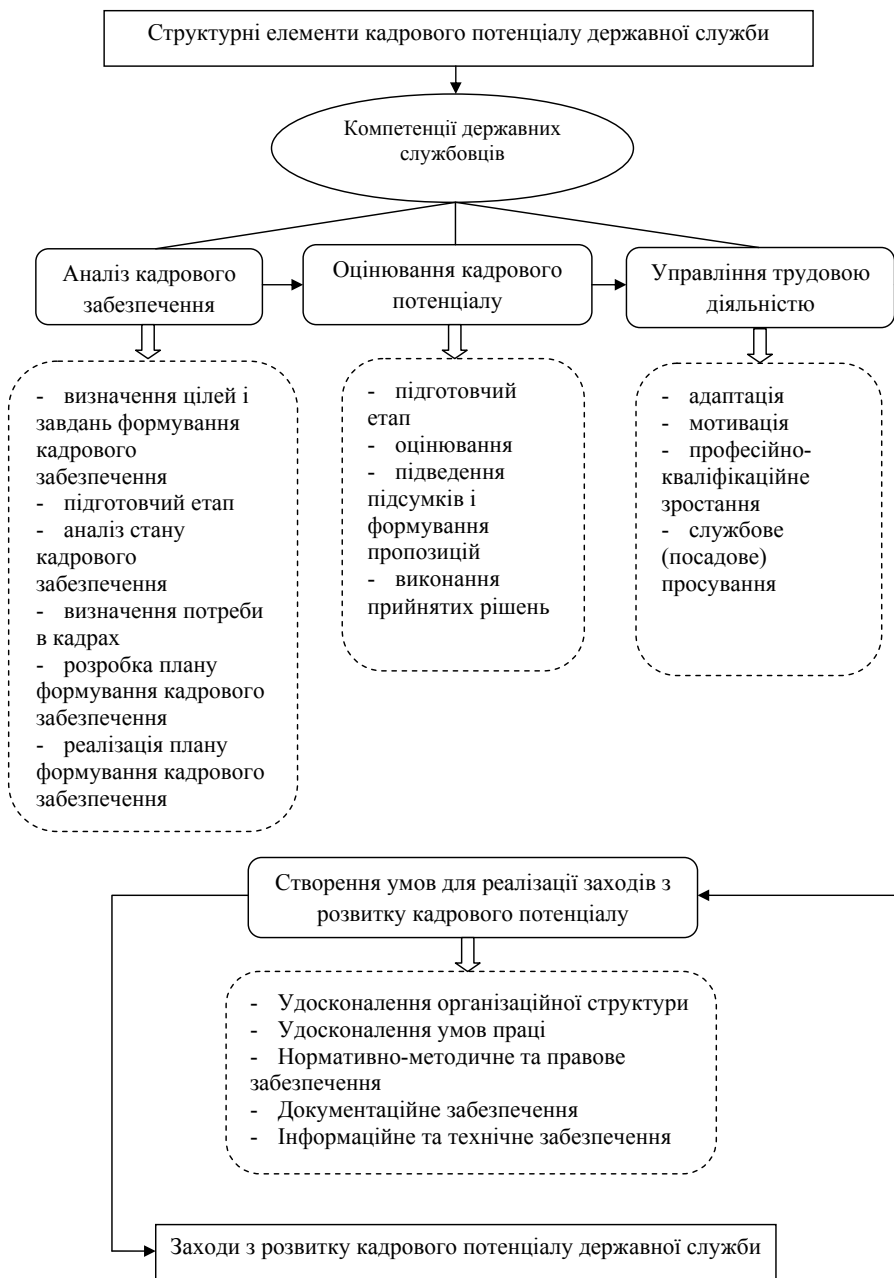 Структурні елементи кадрового потенціалу державної служби
Компетенції державних
службовців
Аналіз кадрового
забезпечення
Оцінювання кадрового
потенціалу
Управління трудовою
діяльністю
- визначення цілей і
завдань формування
кадрового
забезпечення
- підготовчий етап
- аналіз стану
кадрового
забезпечення
- визначення потреби
в кадрах
- розробка плану
формування кадрового
забезпечення
- реалізація плану
формування кадрового
забезпечення
- підготовчий
етап
- оцінювання
- підведення
підсумків і
формування
пропозицій
- виконання
прийнятих рішень
- адаптація
- мотивація
- професійно-
кваліфікаційне
зростання
- службове
(посадове)
просування
Створення умов для реалізації заходів з
розвитку кадрового потенціалу
- Удосконалення організаційної структури
- Удосконалення умов праці
- Нормативно-методичне та правове
забезпечення
- Документаційне забезпечення
- Інформаційне та технічне забезпечення
Заходи з розвитку кадрового потенціалу державної служби